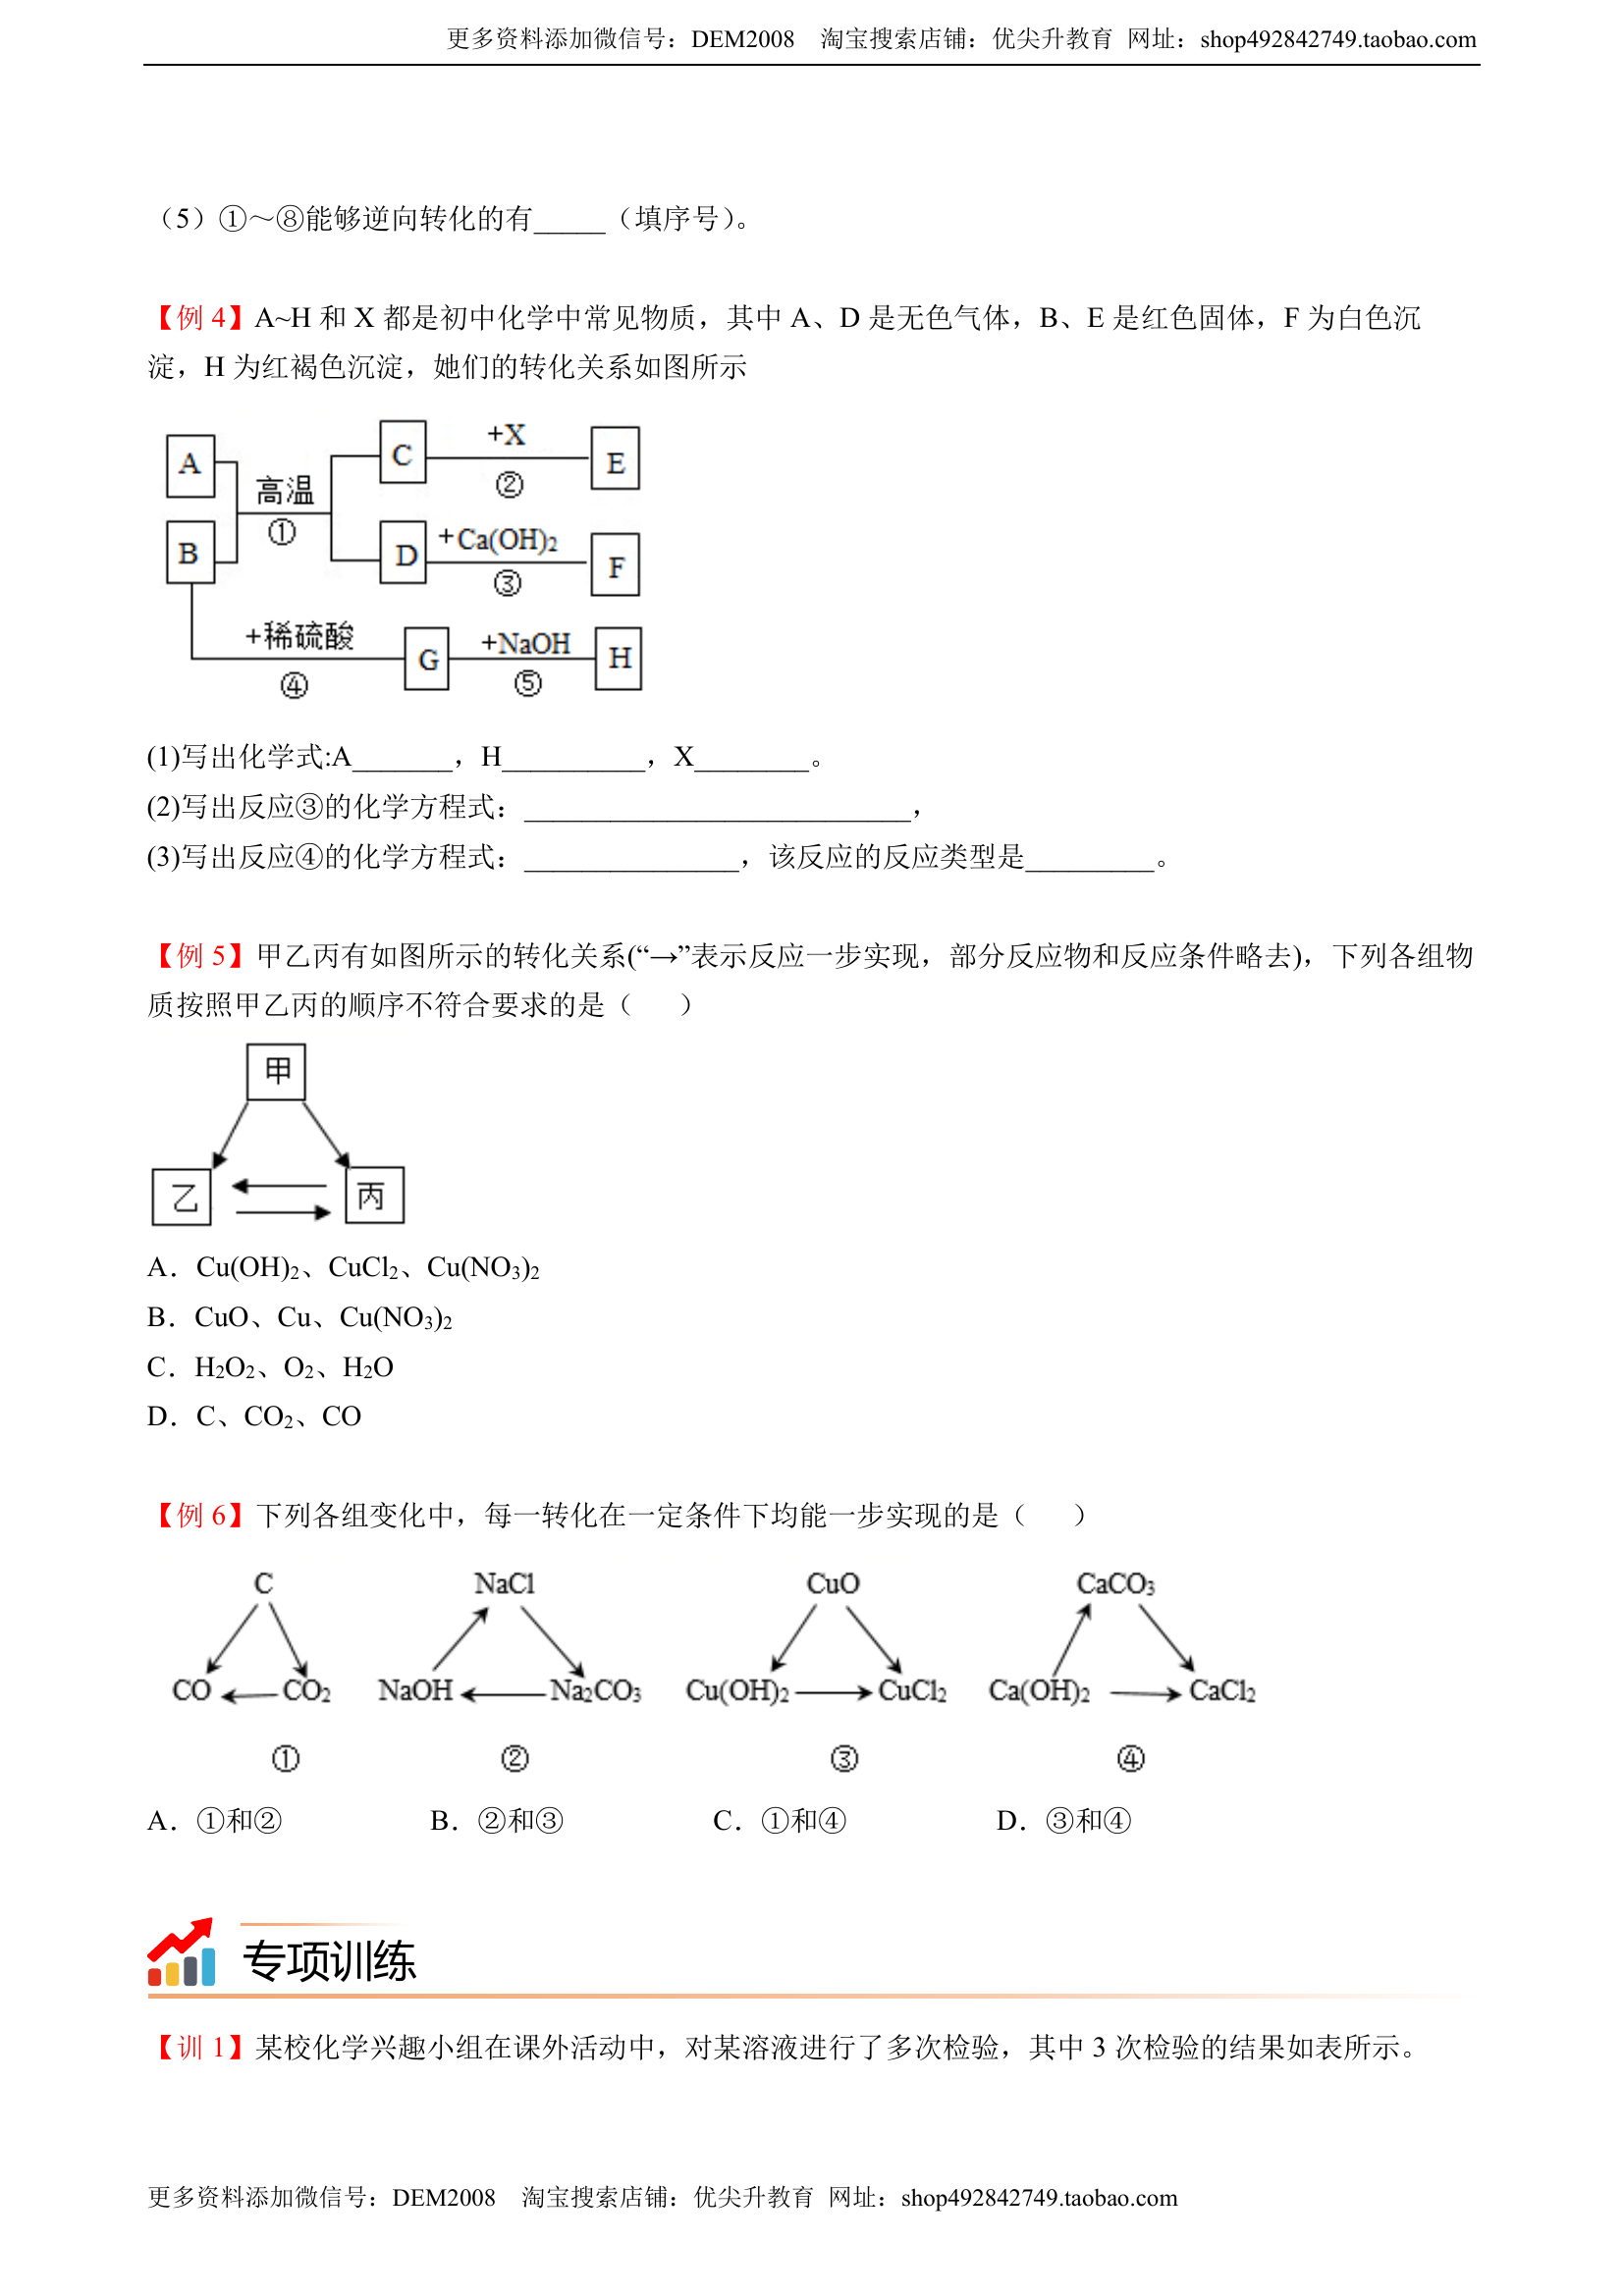 更多资料添加微信号：DEM2008 淘宝搜索店铺：优尖升教育 网址：shop492842749.taobao.com
（5）①～⑧能够逆向转化的有_____（填序号）。
【例 4】A~H 和 X 都是初中化学中常见物质，其中 A、D 是无色气体，B、E 是红色固体，F 为白色沉
淀，H 为红褐色沉淀，她们的转化关系如图所示
A
B
高温
①
C
+X
②
E
D
+Ca(OH)₂
③
F
+稀硫酸
④
G
+NaOH
⑤
H
(1)写出化学式:A_______，H__________，X________。
(2)写出反应③的化学方程式：___________________________，
(3)写出反应④的化学方程式：_______________，该反应的反应类型是_________。
【例 5】甲乙丙有如图所示的转化关系(“→”表示反应一步实现，部分反应物和反应条件略去)，下列各组物
质按照甲乙丙的顺序不符合要求的是（ ）
甲
乙
丙
A．Cu(OH)₂、CuCl₂、Cu(NO₃)₂
B．CuO、Cu、Cu(NO₃)₂
C．H₂O₂、O₂、H₂O
D．C、CO₂、CO
【例 6】下列各组变化中，每一转化在一定条件下均能一步实现的是（ ）
C NaCl CuO CaCO₃
CO CO₂ NaOH Na₂CO₃ Cu(OH)₂ CuCl₂ Ca(OH)₂ CaCl₂
① ② ③ ④
A．①和② B．②和③ C．①和④ D．③和④
专项训练
【训 1】某校化学兴趣小组在课外活动中，对某溶液进行了多次检验，其中 3 次检验的结果如表所示。
更多资料添加微信号：DEM2008 淘宝搜索店铺：优尖升教育 网址：shop492842749.taobao.com